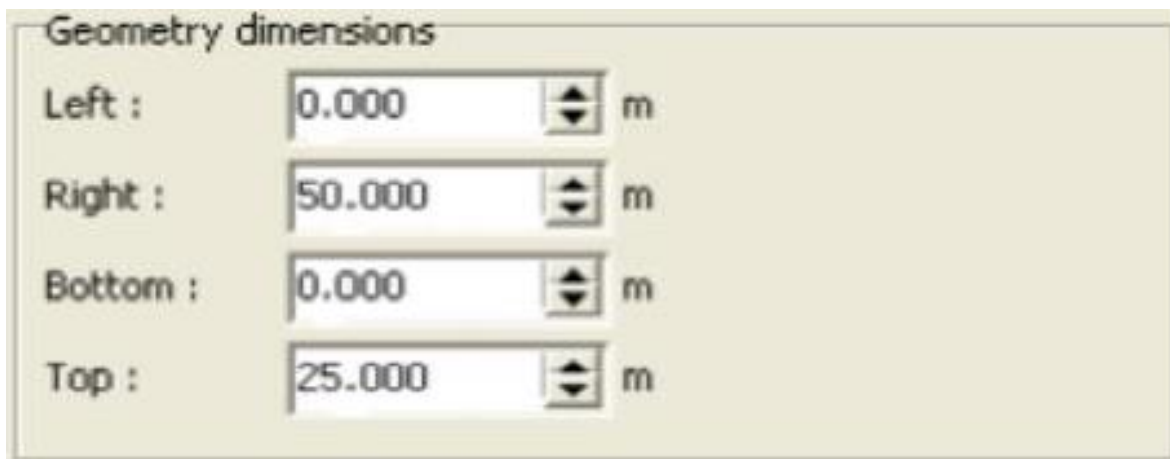 Geometry dimensions
Left : 0.000 m
Right : 50.000 m
Bottom : 0.000 m
Top : 25.000 m